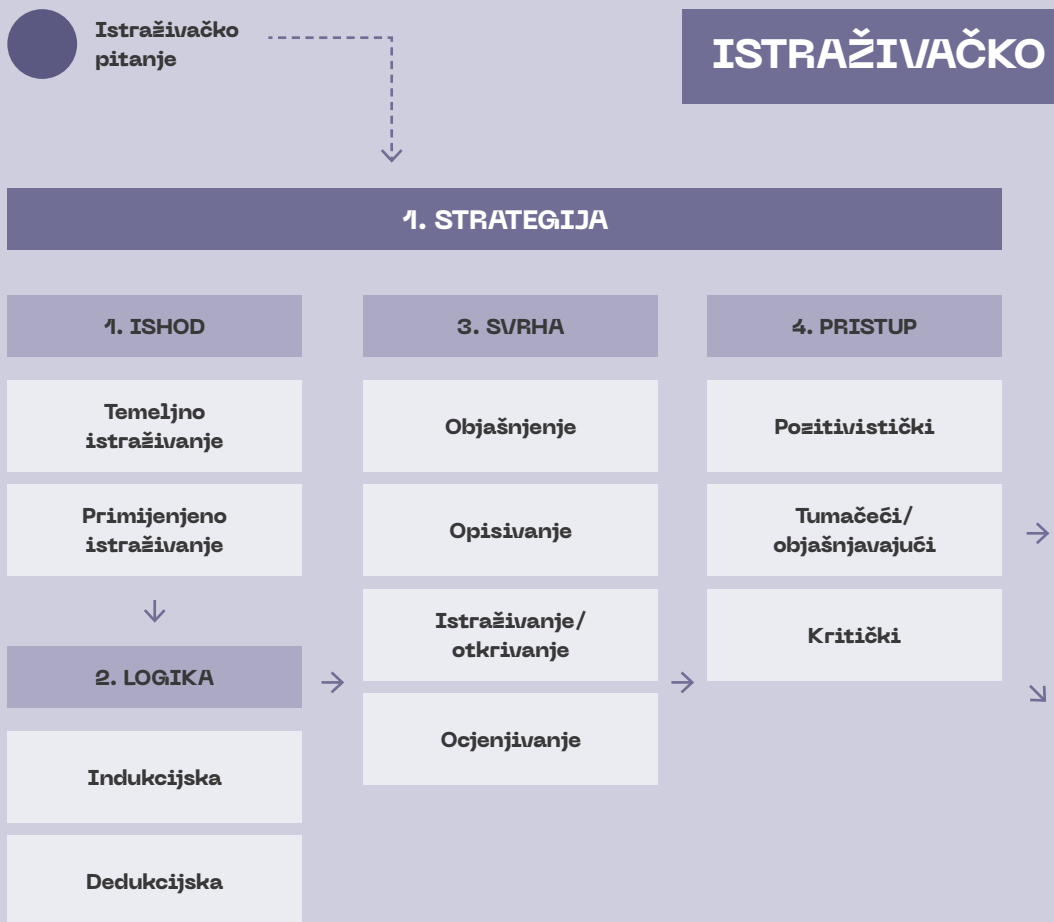 Istraživačko
pitanje
ISTRAŽIVAČKO
1. STRATEGIJA
1. ISHOD
Temeljno
istraživanje
Primijenjeno
istraživanje
2. LOGIKA
Indukcijska
Dedukcijska
3. SVRHA
Objašnjenje
Opisivanje
Istraživanje/
otkrivanje
Ocjenjivanje
4. PRISTUP
Pozitivistički
Tumačeći/
objašnjavajući
Kritički